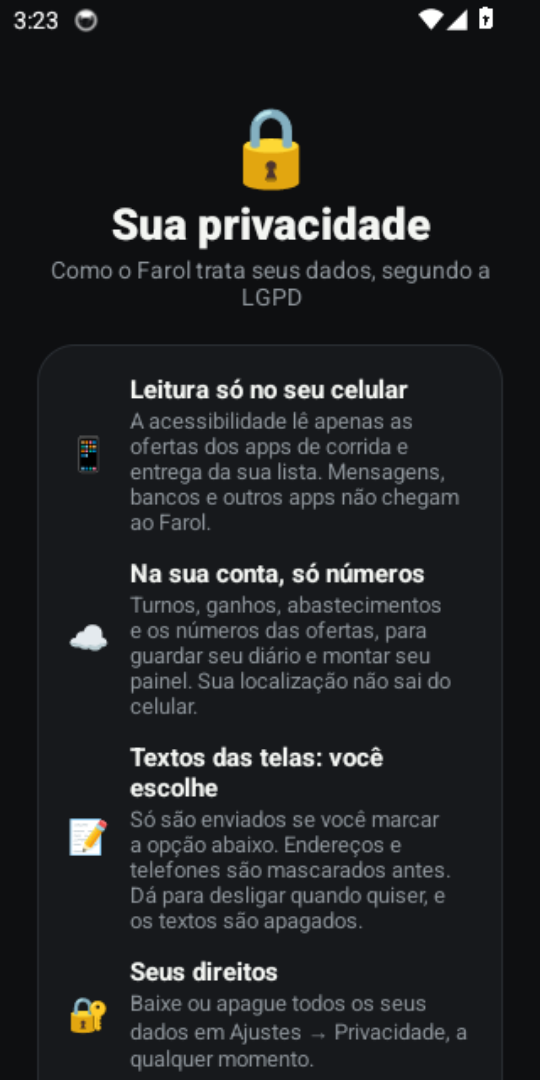 3:23
Sua privacidade
Como o Farol trata seus dados, segundo a
LGPD
Leitura só no seu celular
A acessibilidade lê apenas as
ofertas dos apps de corrida e
entrega da sua lista. Mensagens,
bancos e outros apps não chegam
ao Farol.
Na sua conta, só números
Turnos, ganhos, abastecimentos
e os números das ofertas, para
guardar seu diário e montar seu
painel. Sua localização não sai do
celular.
Textos das telas: você
escolhe
Só são enviados se você marcar
a opção abaixo. Endereços e
telefones são mascarados antes.
Dá para desligar quando quiser, e
os textos são apagados.
Seus direitos
Baixe ou apague todos os seus
dados em Ajustes → Privacidade, a
qualquer momento.